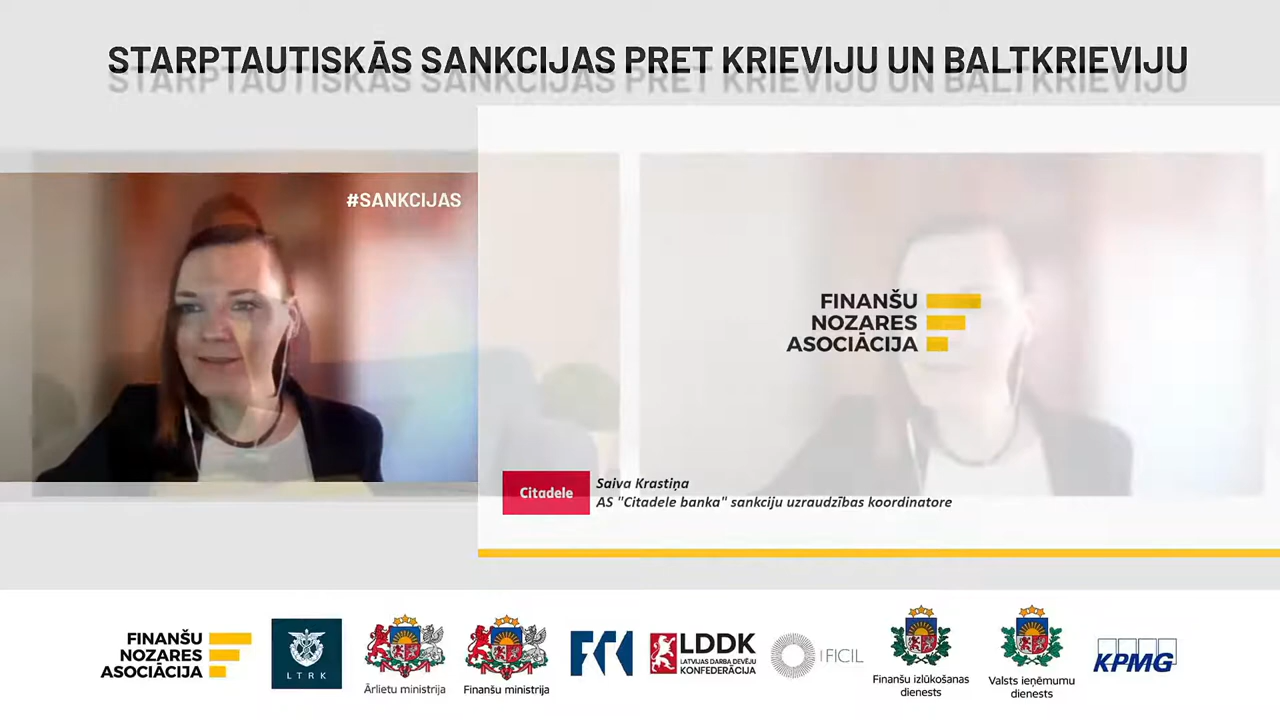 STARPTAUTISKĀS SANKCIJAS PRET KRIEVIJU UN BALTKRIEVIJU
#SANKCIJAS
FINANŠU
NOZARES
ASOCIĀCIJA
Citadele
Saiva Krastiņa
AS "Citadele banka" sankciju uzraudzības koordinatore
FINANŠU
NOZARES
ASOCIĀCIJA
LTRK
Ārlietu ministrija
Finanšu ministrija
LDDK
LATVIJAS DARBA DEVĒJU
KONFEDERĀCIJA
FICIL
Finanšu izlūkošanas
dienests
Valsts ieņēmumu
dienests
KPMG